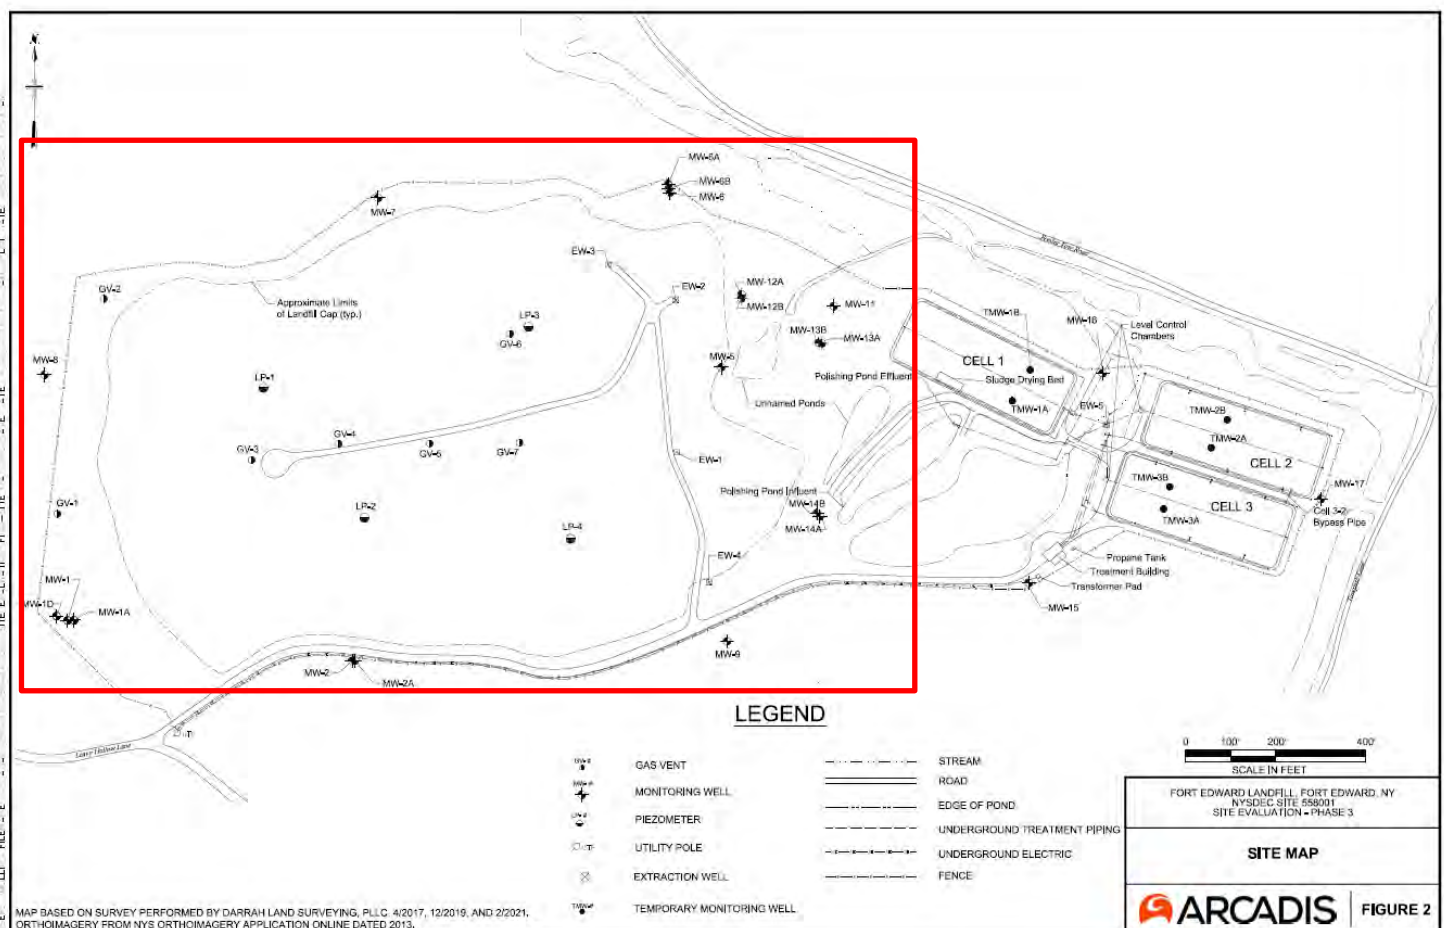 N
MW-6A
MW-6B
MW-6
MW-7
EW-3
EW-2
MW-12A
MW-12B
MW-11
GV-2
Approximate Limits
of Landfill Cap (typ.)
LP-3
GV-6
MW-13B
MW-13A
MW-5
MW-8
LP-1
Polishing Pond Effluent
Unnamed Ponds
TMW-1B
MW-16
Level Control
Chambers
CELL 1
Sludge Drying Bed
TMW-1A
EW-5
TMW-2B
TMW-2A
CELL 2
GV-4
GV-3
GV-5
GV-7
EW-1
TMW-3B
CELL 3
MW-17
Polishing Pond Influent
MW-14B
MW-14A
TMW-3A
Cell 3-2
Bypass Pipe
GV-1
LP-2
LP-4
EW-4
Propane Tank
Treatment Building
Transformer Pad
MW-15
MW-1
MW-1D
MW-1A
MW-9
MW-2
MW-2A
Leavy Hollow Lane
LEGEND
GAS VENT
MONITORING WELL
PIEZOMETER
UTILITY POLE
EXTRACTION WELL
TEMPORARY MONITORING WELL
STREAM
ROAD
EDGE OF POND
UNDERGROUND TREATMENT PIPING
UNDERGROUND ELECTRIC
FENCE
0 100' 200' 400'
SCALE IN FEET
FORT EDWARD LANDFILL, FORT EDWARD, NY
NYSDEC SITE 558001
SITE EVALUATION - PHASE 3
SITE MAP
ARCADIS
FIGURE 2
MAP BASED ON SURVEY PERFORMED BY DARRAH LAND SURVEYING, PLLC. 4/2017, 12/2019, AND 2/2021.
ORTHOIMAGERY FROM NYS ORTHOIMAGERY APPLICATION ONLINE DATED 2013.